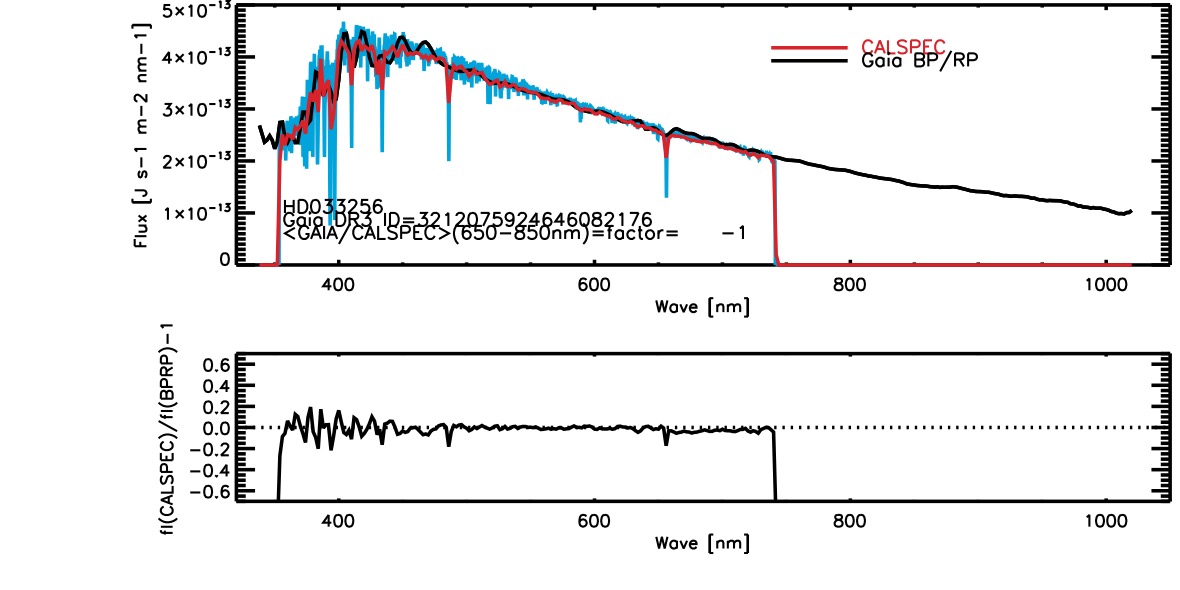 5×10−13
4×10−13
3×10−13
2×10−13
1×10−13
0
Flux [J s−1 m−2 nm−1]
CALSPEC
Gaia BP/RP
HD033256
Gaia DR3 ID=3212075924646082176
<GAIA/CALSPEC>(650−850nm)=factor= −1
400 600 800 1000
Wave [nm]
fl(CALSPEC)/fl(BPRP)−1
0.6
0.4
0.2
0.0
−0.2
−0.4
−0.6
400 600 800 1000
Wave [nm]